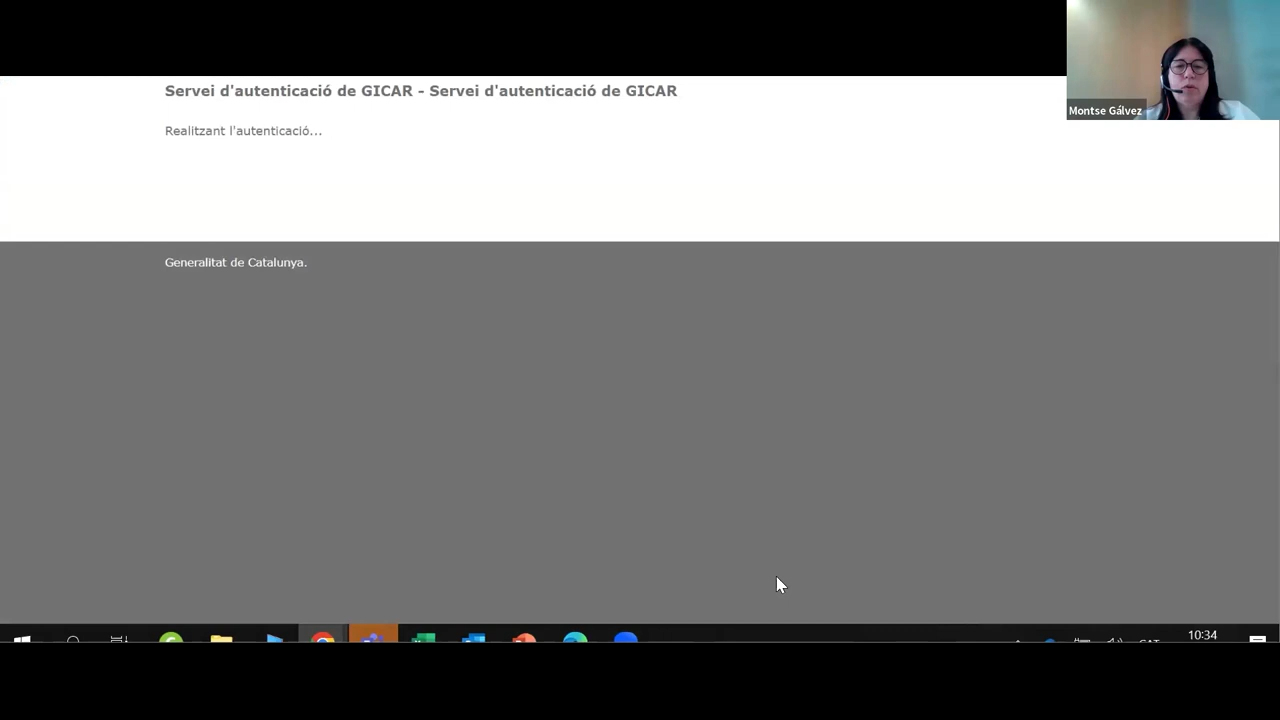 Servei d'autenticació de GICAR - Servei d'autenticació de GICAR
Montse Gálvez
Realitzant l'autenticació...
Generalitat de Catalunya.
10:34